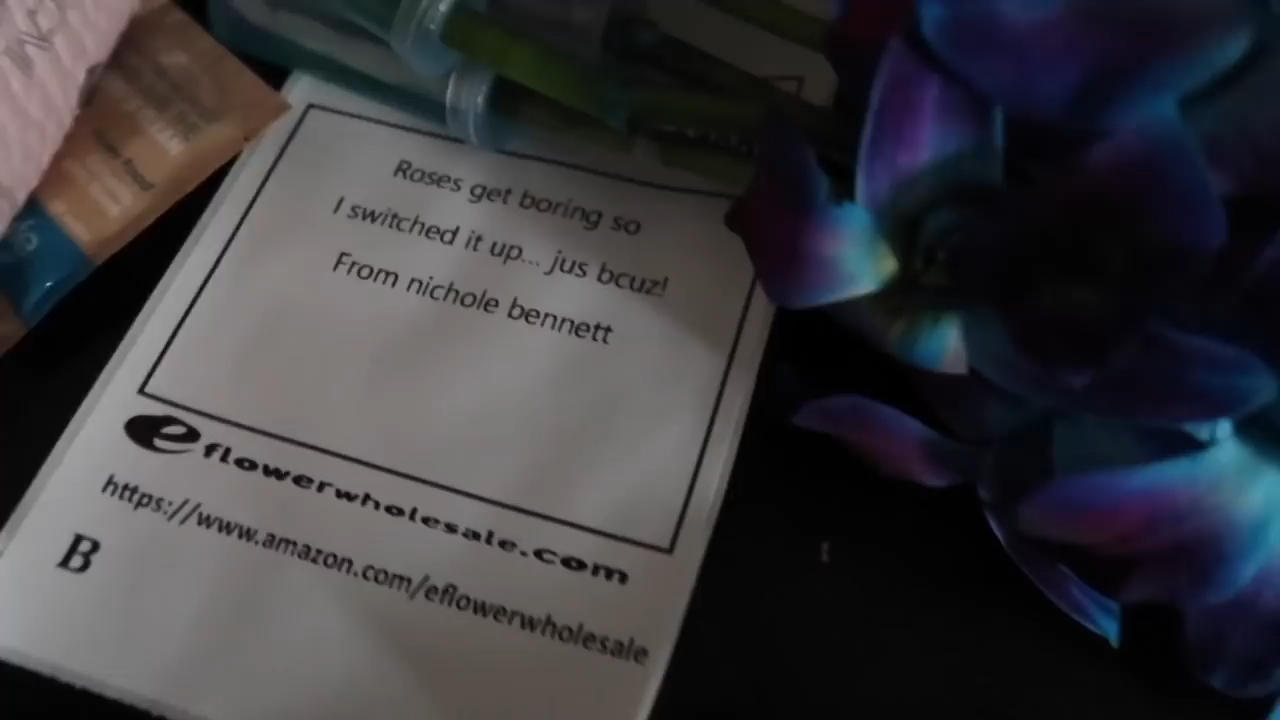 Roses get boring so
I switched it up... jus bcuz!
From nichole bennett
eflowerwholesale.com
https://www.amazon.com/eflowerwholesale
B